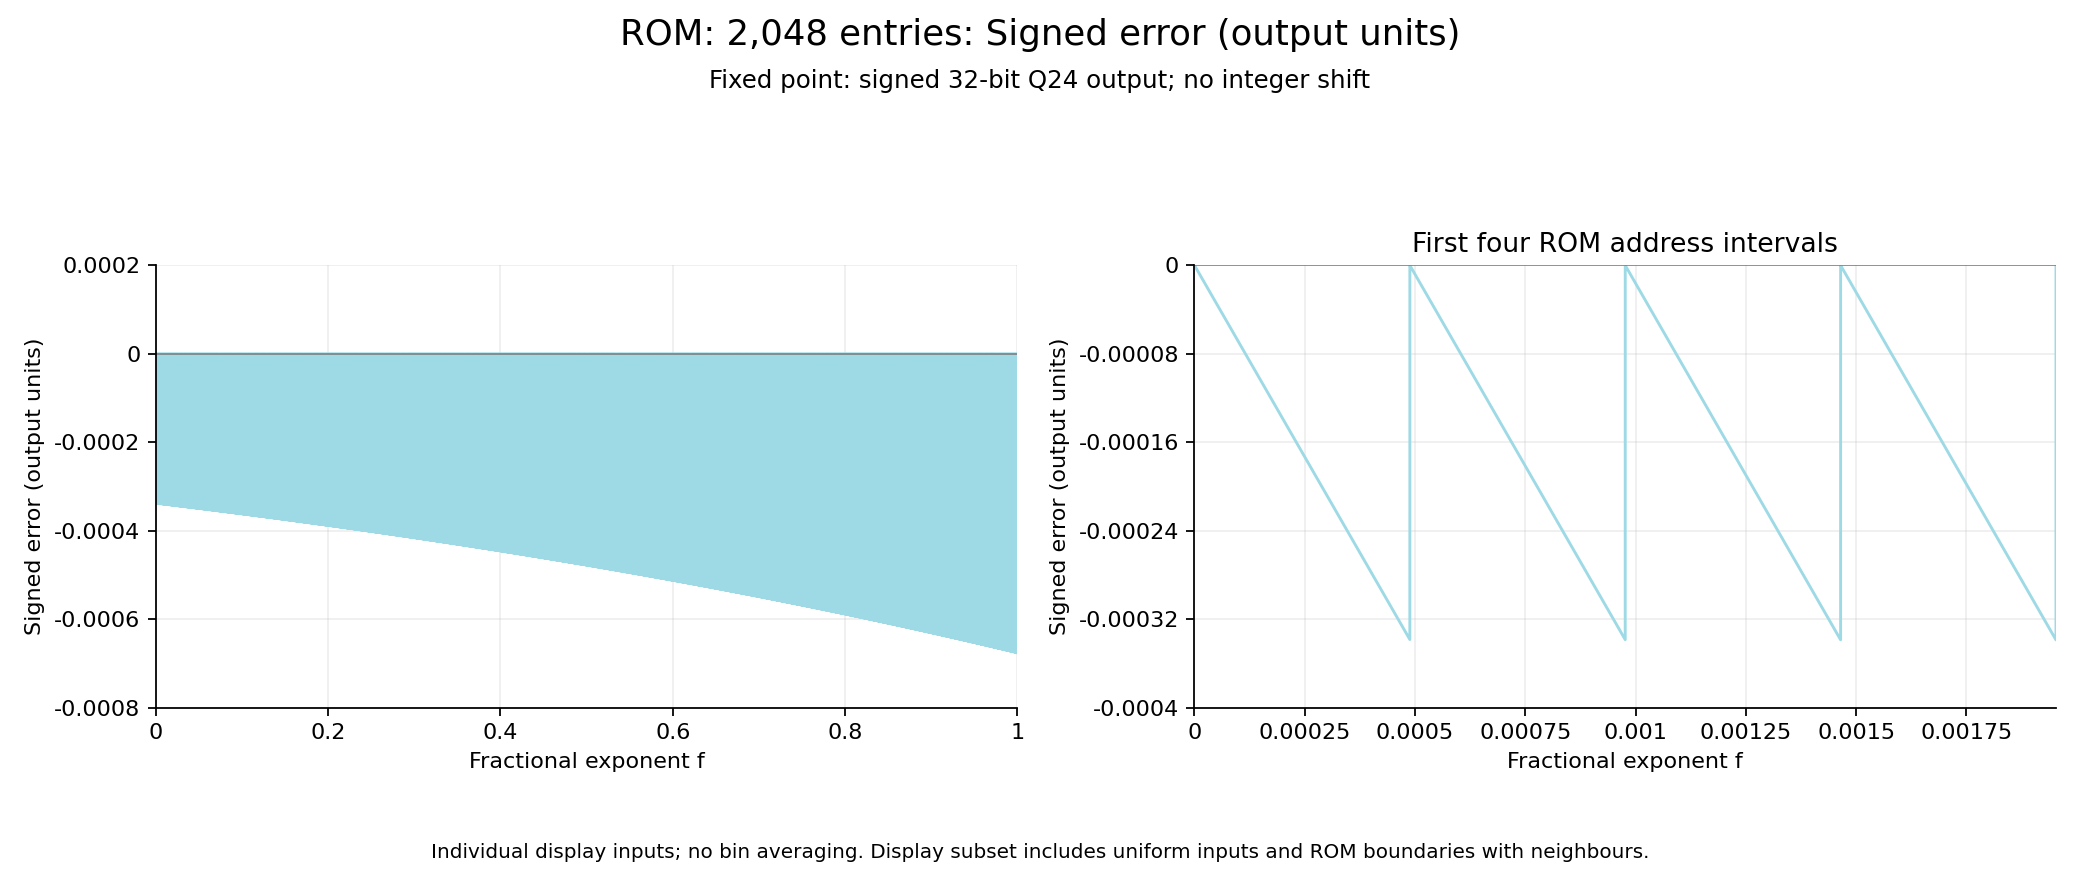 ROM: 2,048 entries: Signed error (output units)
Fixed point: signed 32-bit Q24 output; no integer shift
Signed error (output units)
0.0002
0
-0.0002
-0.0004
-0.0006
-0.0008
0 0.2 0.4 0.6 0.8 1
Fractional exponent f
First four ROM address intervals
Signed error (output units)
0
-0.00008
-0.00016
-0.00024
-0.00032
-0.0004
0 0.00025 0.0005 0.00075 0.001 0.00125 0.0015 0.00175
Fractional exponent f
Individual display inputs; no bin averaging. Display subset includes uniform inputs and ROM boundaries with neighbours.